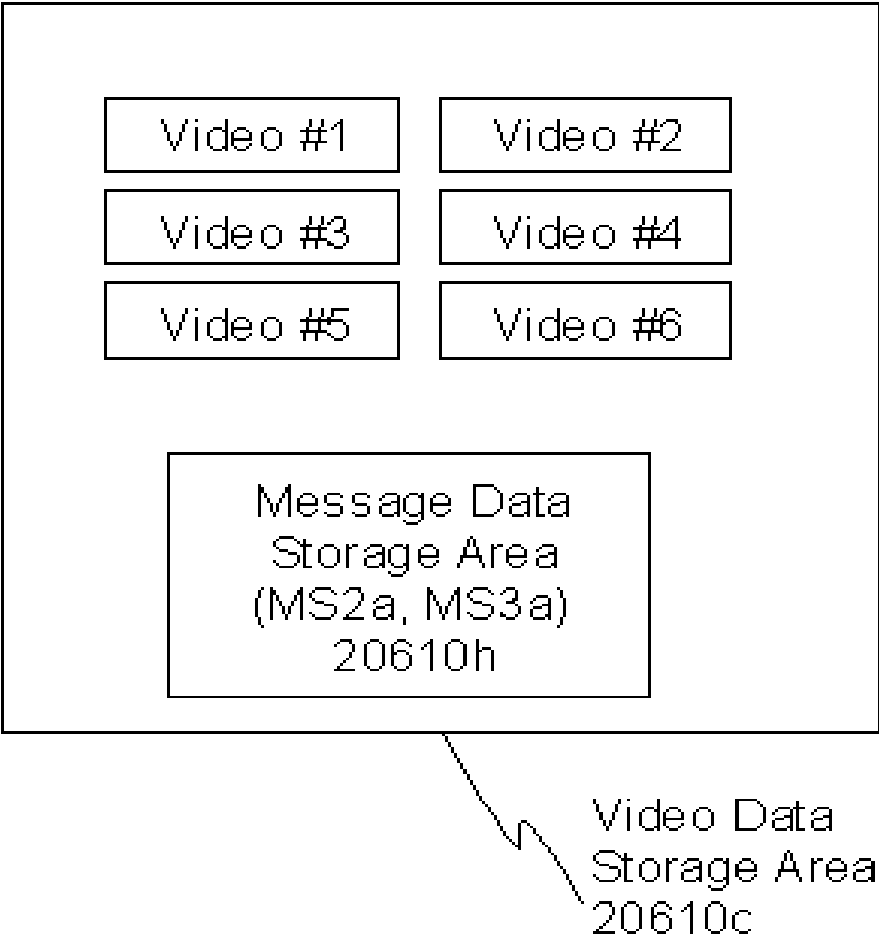 Video #1 Video #2
Video #3 Video #4
Video #5 Video #6
Message Data
Storage Area
(MS2a, MS3a)
20610h
Video Data
Storage Area
20610c